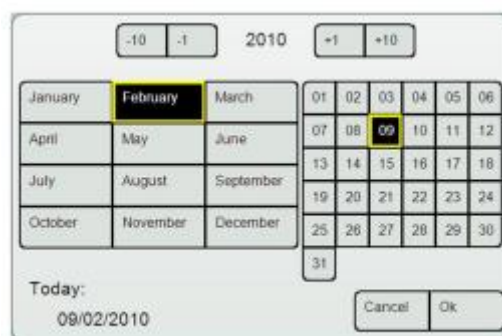 -10 -1 2010 +1 +10
January February March
April May June
July August September
October November December
01 02 03 04 05 06
07 08 09 10 11 12
13 14 15 16 17 18
19 20 21 22 23 24
25 26 27 28 29 30
31
Today:
09/02/2010
Cancel Ok